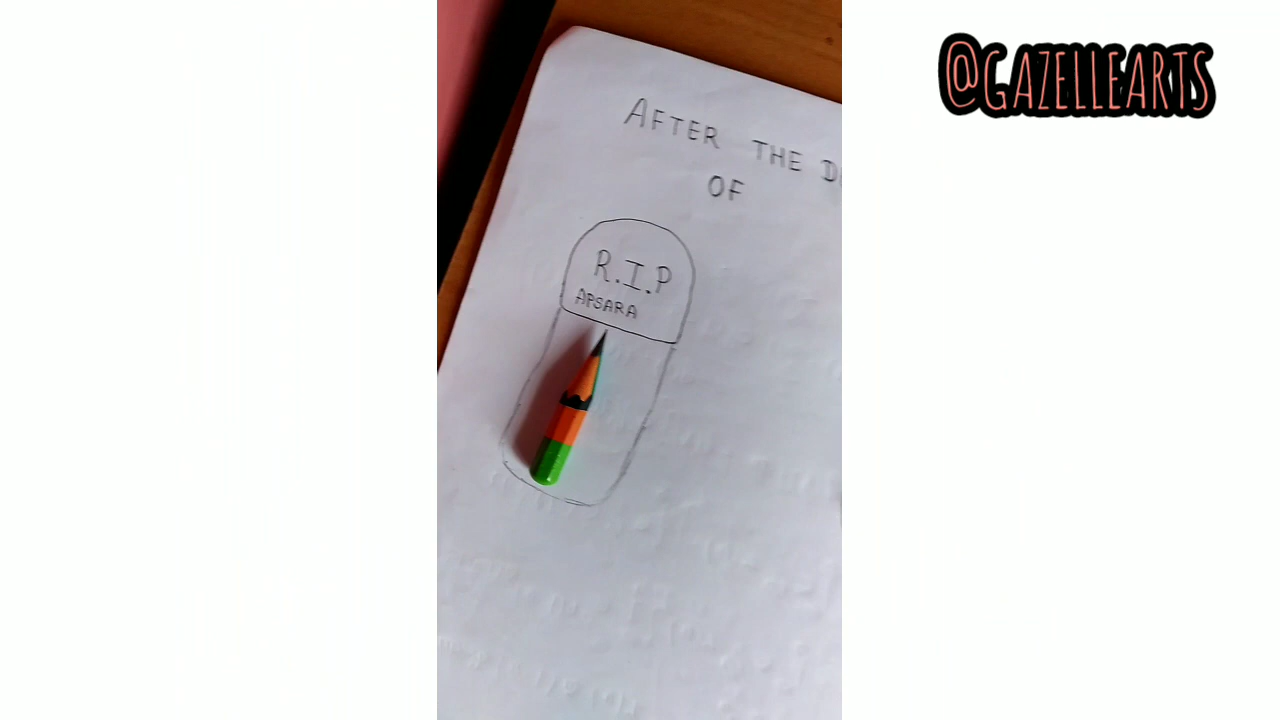 @GAZELLEARTS
AFTER THE
OF
R.I.P
APSARA